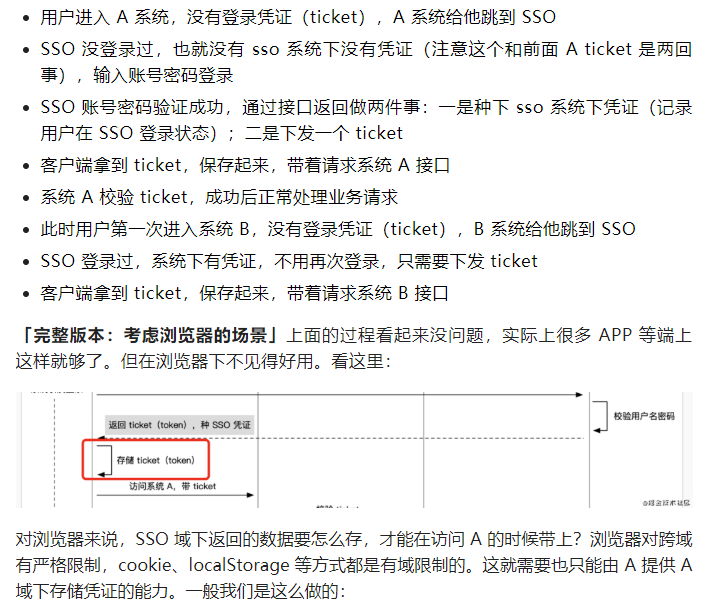 用户进入 A 系统，没有登录凭证（ticket），A 系统给他跳到 SSO
SSO 没登录过，也就没有 sso 系统下没有凭证（注意这个和前面 A ticket 是两回
事），输入账号密码登录
SSO 账号密码验证成功，通过接口返回做两件事：一是种下 sso 系统下凭证（记录
用户在 SSO 登录状态）；二是下发一个 ticket
客户端拿到 ticket，保存起来，带着请求系统 A 接口
系统 A 校验 ticket，成功后正常处理业务请求
此时用户第一次进入系统 B，没有登录凭证（ticket），B 系统给他跳到 SSO
SSO 登录过，系统下有凭证，不用再次登录，只需要下发 ticket
客户端拿到 ticket，保存起来，带着请求系统 B 接口
「完整版本：考虑浏览器的场景」上面的过程看起来没问题，实际上很多 APP 等端上
这样就够了。但在浏览器下不见得好用。看这里：
校验用户名密码
返回 ticket（token），种 SSO 凭证
存储 ticket（token）
访问系统 A，带 ticket
@掘金技术社区
对浏览器来说，SSO 域下返回的数据要怎么存，才能在访问 A 的时候带上？浏览器对跨域
有严格限制，cookie、localStorage 等方式都是有域限制的。这就需要也只能由 A 提供 A
域下存储凭证的能力。一般我们是这么做的：